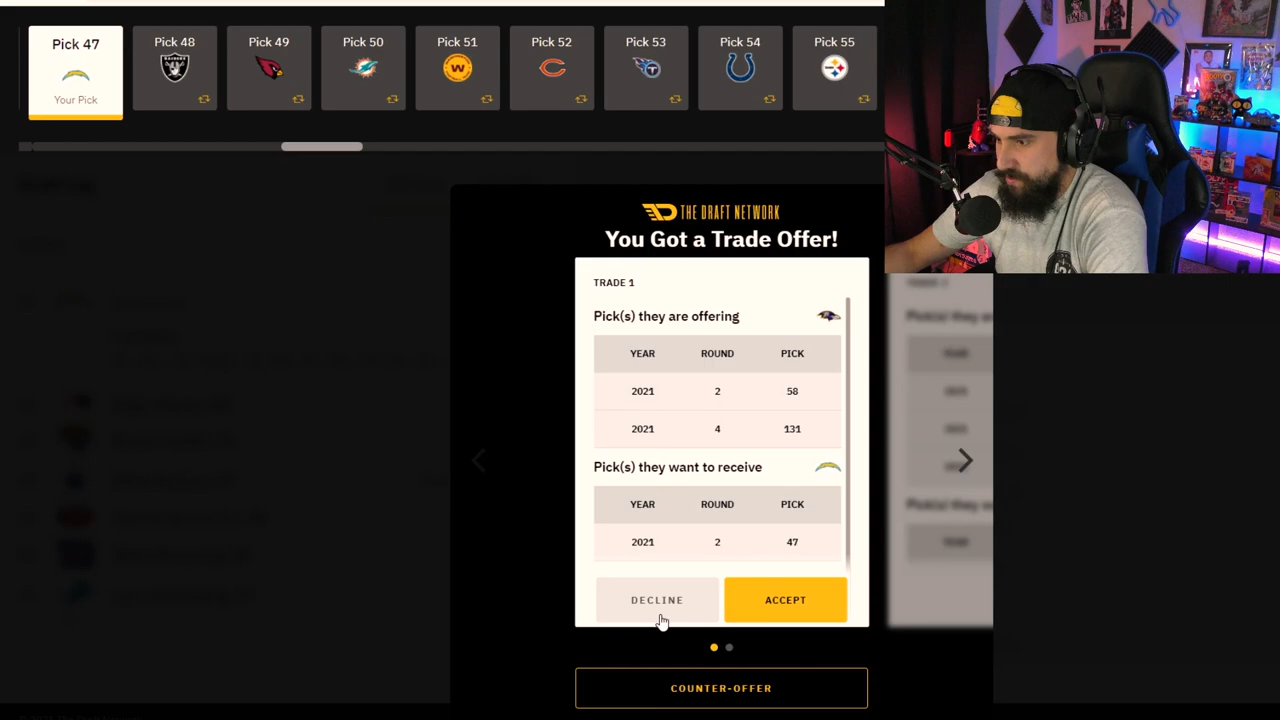 Pick 47
Your Pick
Pick 48
RAIDERS
Pick 49
Pick 50
Pick 51
W
Pick 52
Pick 53
Pick 54
Pick 55
THE DRAFT NETWORK
You Got a Trade Offer!
TRADE 1
Pick(s) they are offering
YEAR ROUND PICK
2021 2 58
2021 4 131
Pick(s) they want to receive
YEAR ROUND PICK
2021 2 47
DECLINE ACCEPT
COUNTER-OFFER